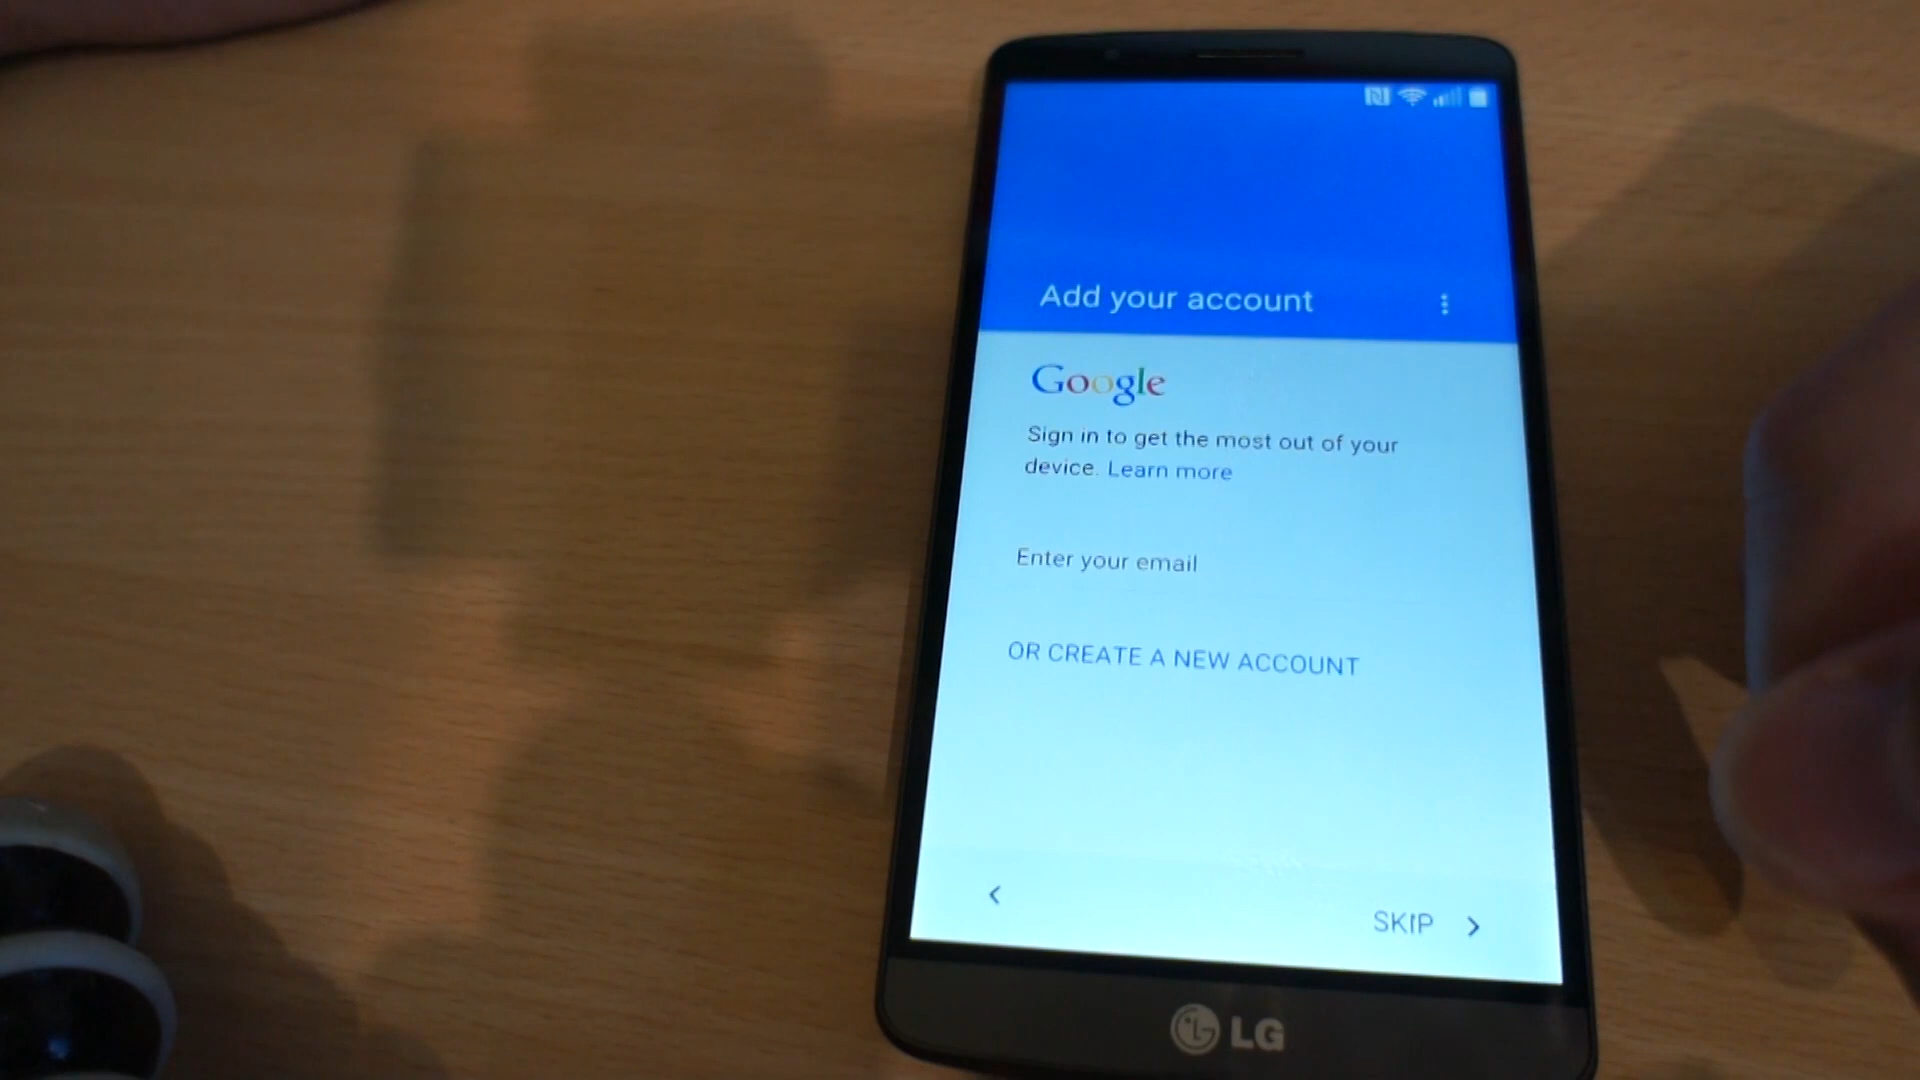 Add your account
Google
Sign in to get the most out of your
device. Learn more
Enter your email
OR CREATE A NEW ACCOUNT
SKIP
LG